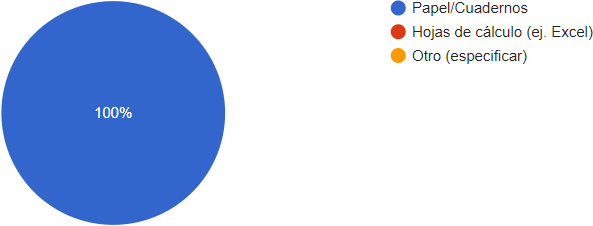 100%
Papel/Cuadernos
Hojas de cálculo (ej. Excel)
Otro (especificar)